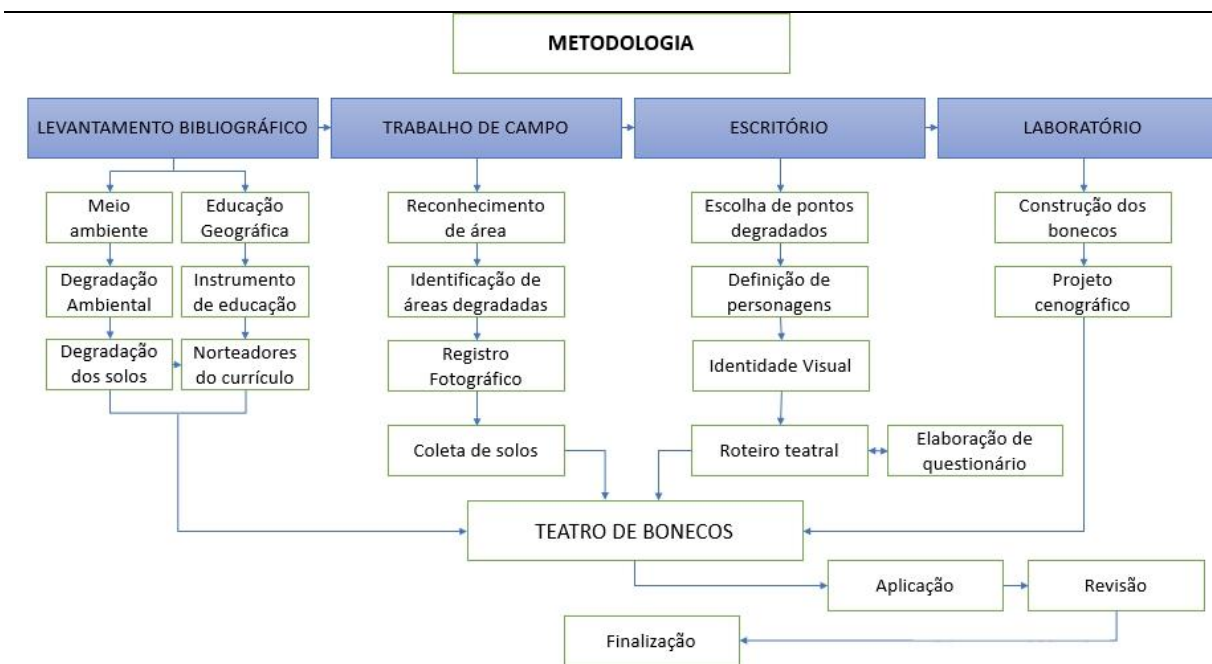 METODOLOGIA
LEVANTAMENTO BIBLIOGRÁFICO
TRABALHO DE CAMPO
ESCRITÓRIO
LABORATÓRIO
Meio
ambiente
Educação
Geográfica
Reconhecimento
de área
Escolha de pontos
degradados
Construção dos
bonecos
Degradação
Ambiental
Instrumento
de educação
Identificação de
áreas degradadas
Definição de
personagens
Projeto
cenográfico
Degradação
dos solos
Norteadores
do currículo
Registro
Fotográfico
Identidade Visual
Coleta de solos
Roteiro teatral
Elaboração de
questionário
TEATRO DE BONECOS
Aplicação
Revisão
Finalização